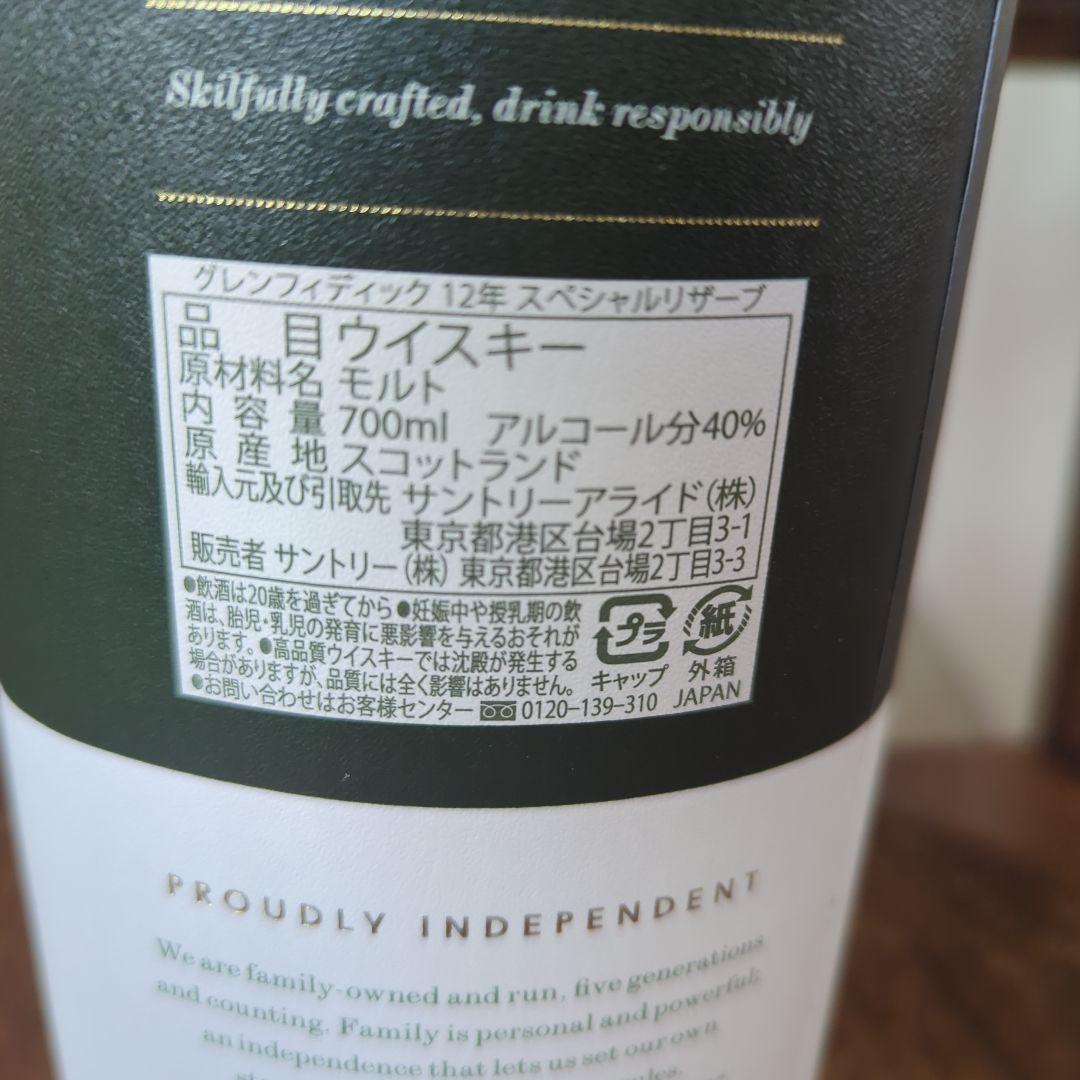 Skilfully crafted, drink responsibly
グレンフィディック 12年 スペシャルリザーブ
品目 ウイスキー
原材料名 モルト
内容量 700ml アルコール分40%
原産地 スコットランド
輸入元及び引取先 サントリーアライド(株)
東京都港区台場2丁目3-1
販売者 サントリー(株) 東京都港区台場2丁目3-3
●飲酒は20歳を過ぎてから ●妊娠中や授乳期の飲
酒は、胎児・乳児の発育に悪影響を与えるおそれが
あります。 ●高品質ウイスキーでは沈殿が発生する
場合がありますが、品質には全く影響はありません。
●お問い合わせはお客様センター 0120-139-310
プラ
キャップ
紙
外箱
JAPAN
PROUDLY INDEPENDENT
We are family-owned and run, five generations
and counting. Family is personal and powerful;
an independence that lets us set our own